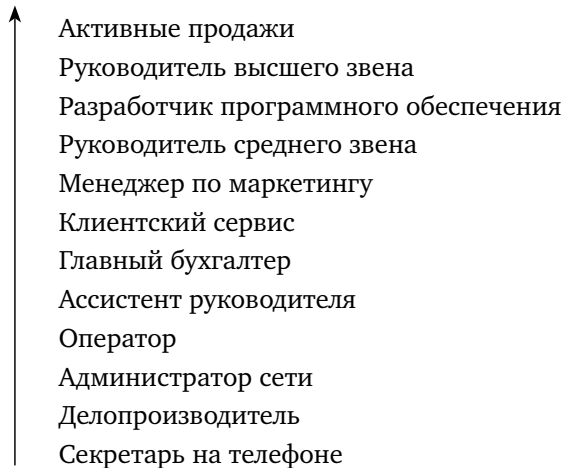 Активные продажи
Руководитель высшего звена
Разработчик программного обеспечения
Руководитель среднего звена
Менеджер по маркетингу
Клиентский сервис
Главный бухгалтер
Ассистент руководителя
Оператор
Администратор сети
Делопроизводитель
Секретарь на телефоне